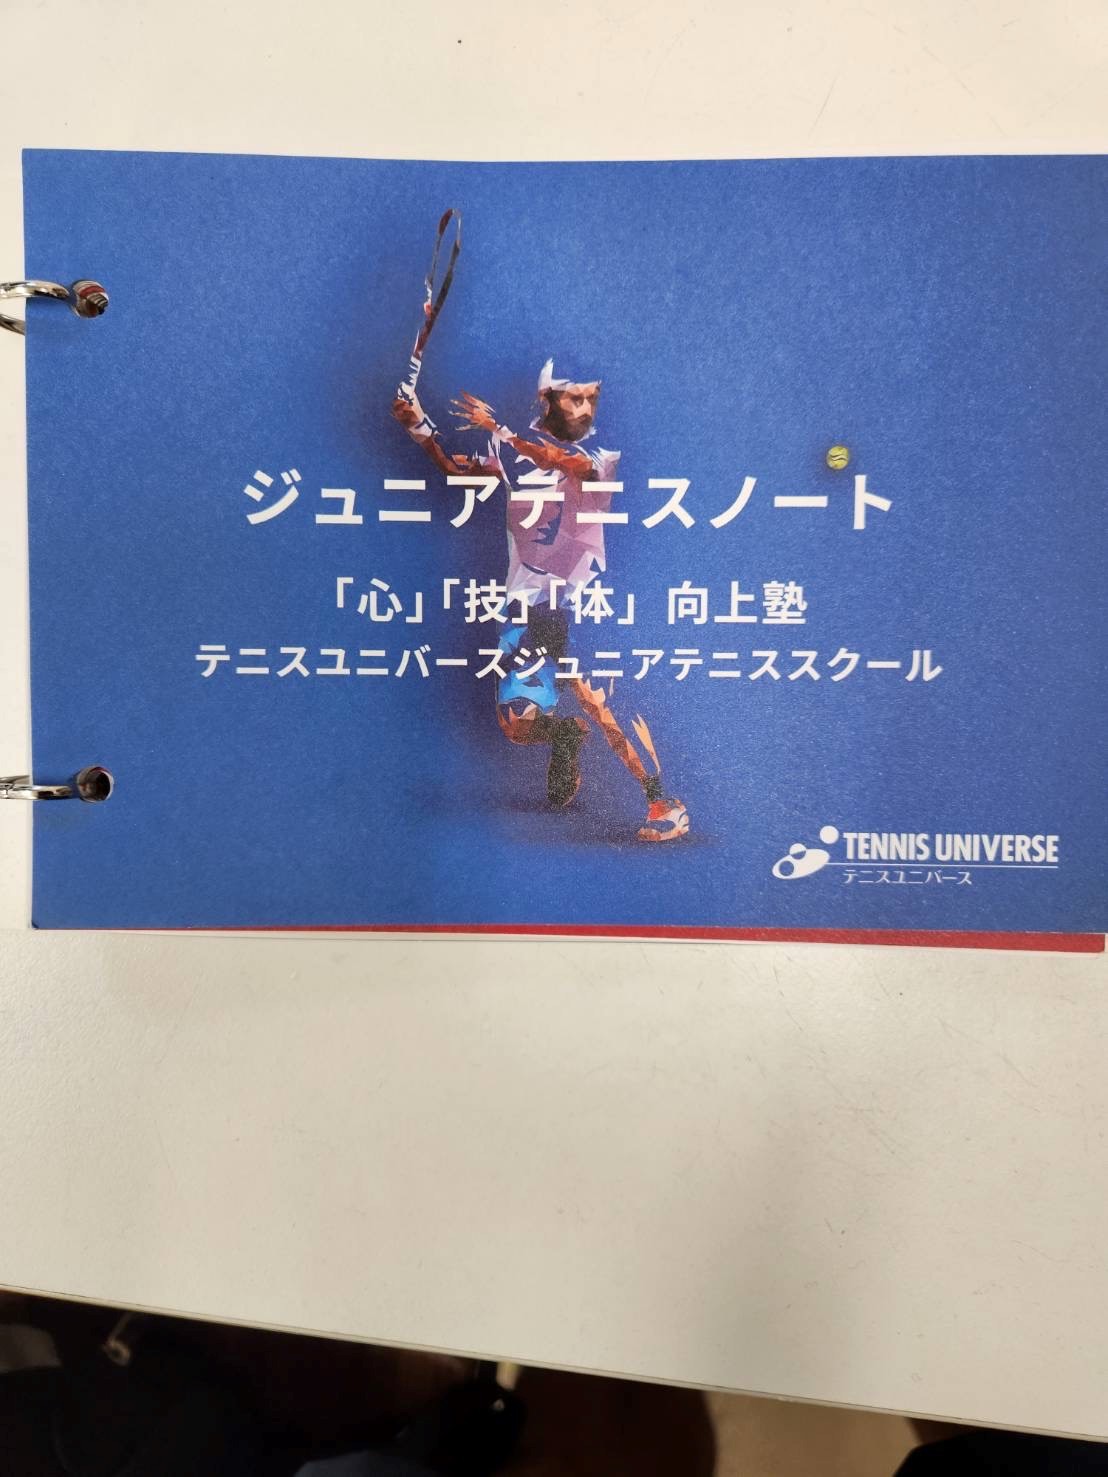 ジュニアテニスノート
「心」「技」「体」向上塾
テニスユニバースジュニアテニススクール
TENNIS UNIVERSE
テニスユニバース